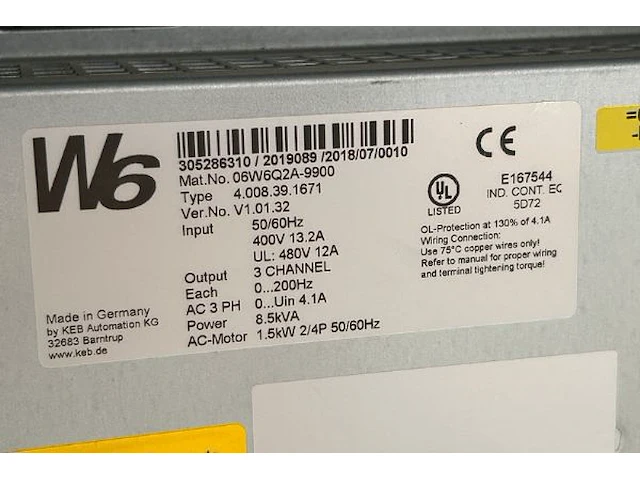 W6
305286310 / 2019089 / 2018/07/0010
Mat.No. 06W6Q2A-9900
Type 4.008.39.1671
Ver.No. V1.01.32
Input 50/60Hz
400V 13.2A
UL: 480V 12A
Output 3 CHANNEL
Each 0...200Hz
AC 3 PH 0...Uin 4.1A
Power 8.5kVA
AC-Motor 1.5kW 2/4P 50/60Hz
Made in Germany
by KEB Automation KG
32683 Barntrup
www.keb.de
CE
UL
LISTED
E167544
IND. CONT. EQ
5D72
OL-Protection at 130% of 4.1A
Wiring Connection:
Use 75°C copper wires only!
Refer to manual for proper wiring
and terminal tightening torque!